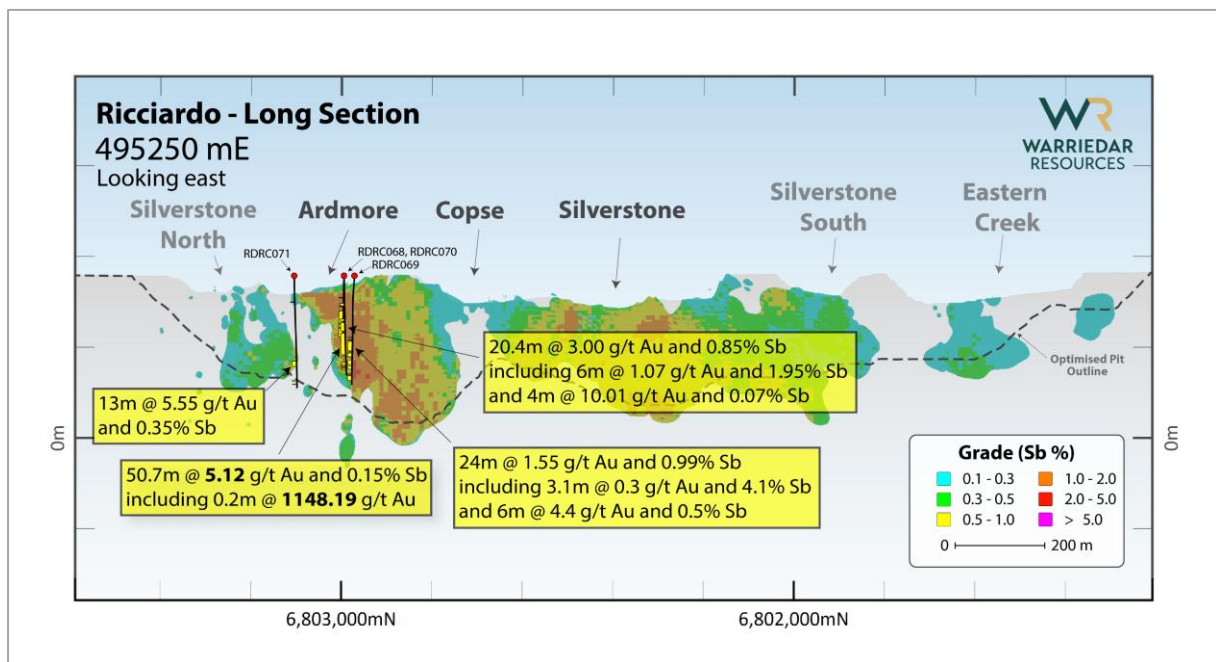 Ricciardo - Long Section
495250 mE
Looking east
WR
WARRIEDAR
RESOURCES
Silverstone
North
Ardmore
Copse
Silverstone
Silverstone
South
Eastern
Creek
RDRC071
RDRC068, RDRC070
RDRC069
20.4m @ 3.00 g/t Au and 0.85% Sb
including 6m @ 1.07 g/t Au and 1.95% Sb
and 4m @ 10.01 g/t Au and 0.07% Sb
Optimised Pit
Outline
13m @ 5.55 g/t Au
and 0.35% Sb
50.7m @ 5.12 g/t Au and 0.15% Sb
including 0.2m @ 1148.19 g/t Au
24m @ 1.55 g/t Au and 0.99% Sb
including 3.1m @ 0.3 g/t Au and 4.1% Sb
and 6m @ 4.4 g/t Au and 0.5% Sb
0m
0m
Grade (Sb %)
0.1 - 0.3
1.0 - 2.0
0.3 - 0.5
2.0 - 5.0
0.5 - 1.0
> 5.0
0
200 m
6,803,000mN
6,802,000mN